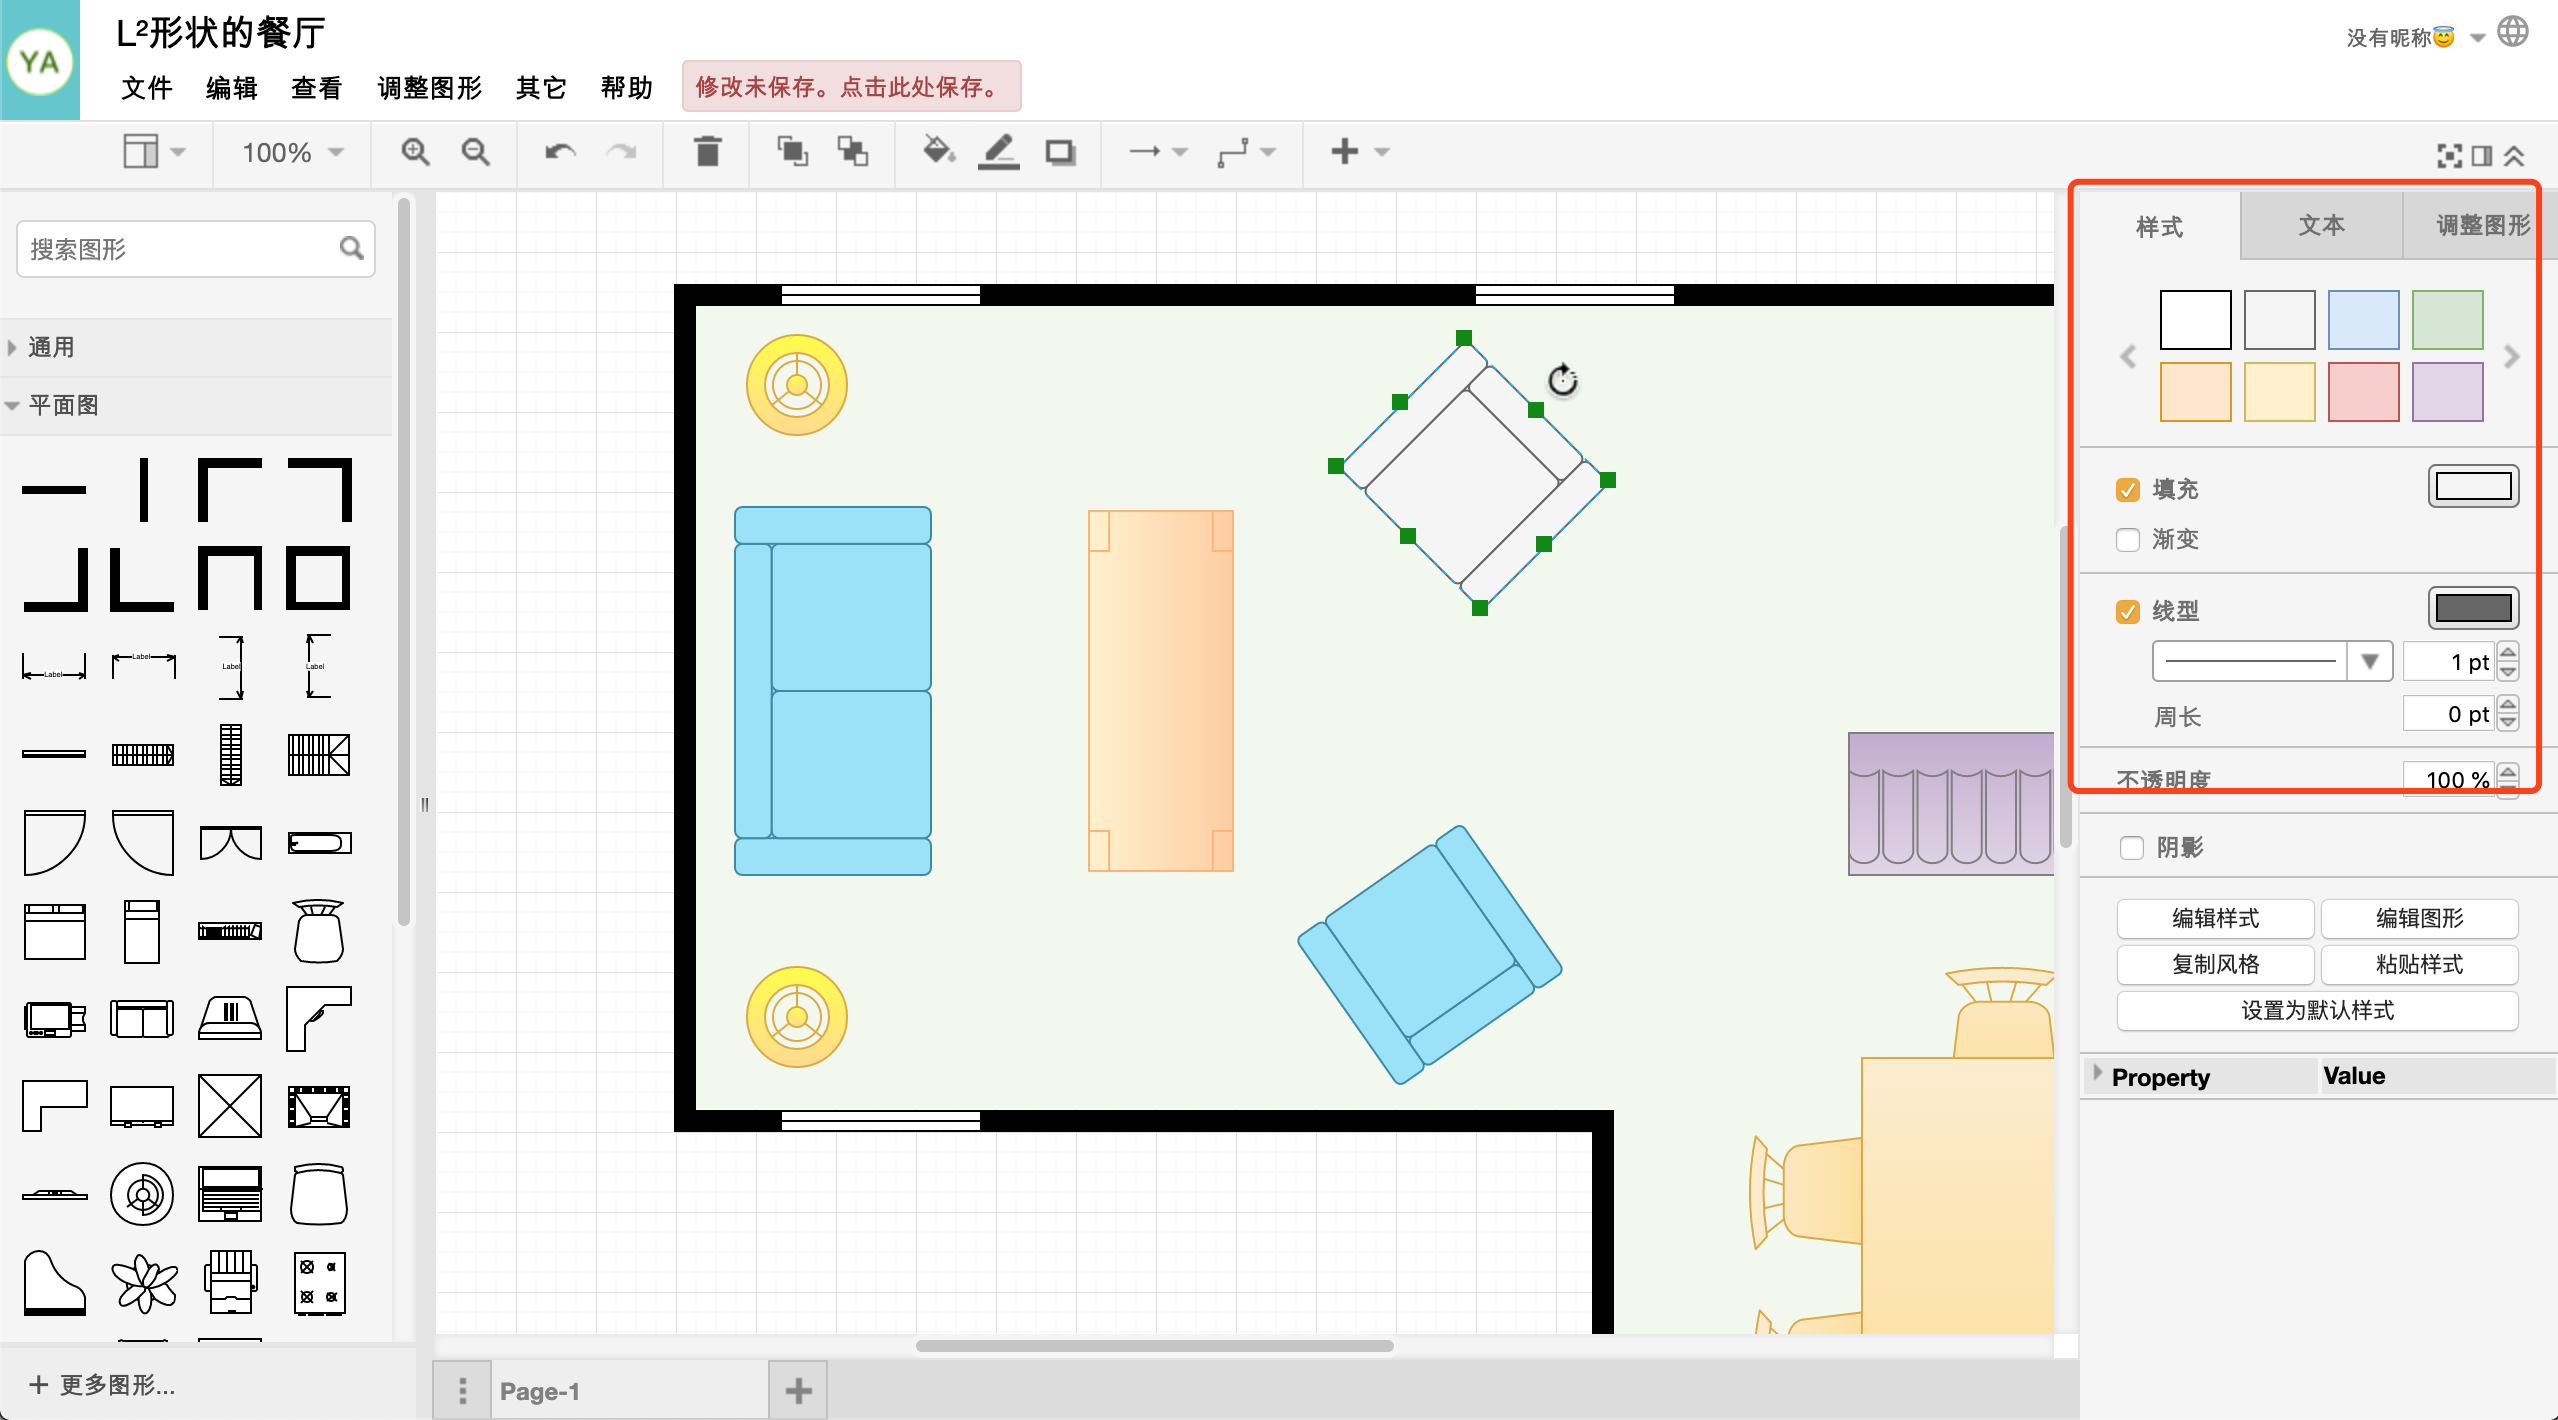 YA
L²形状的餐厅
没有昵称😇
文件 编辑 查看 调整图形 其它 帮助 修改未保存。点击此处保存。
100%
搜索图形
通用
平面图
Label Label Label Label
更多图形...
Page-1
样式 文本 调整图形
填充
渐变
线型
1 pt
周长 0 pt
不透明度 100 %
阴影
编辑样式 编辑图形
复制风格 粘贴样式
设置为默认样式
Property Value